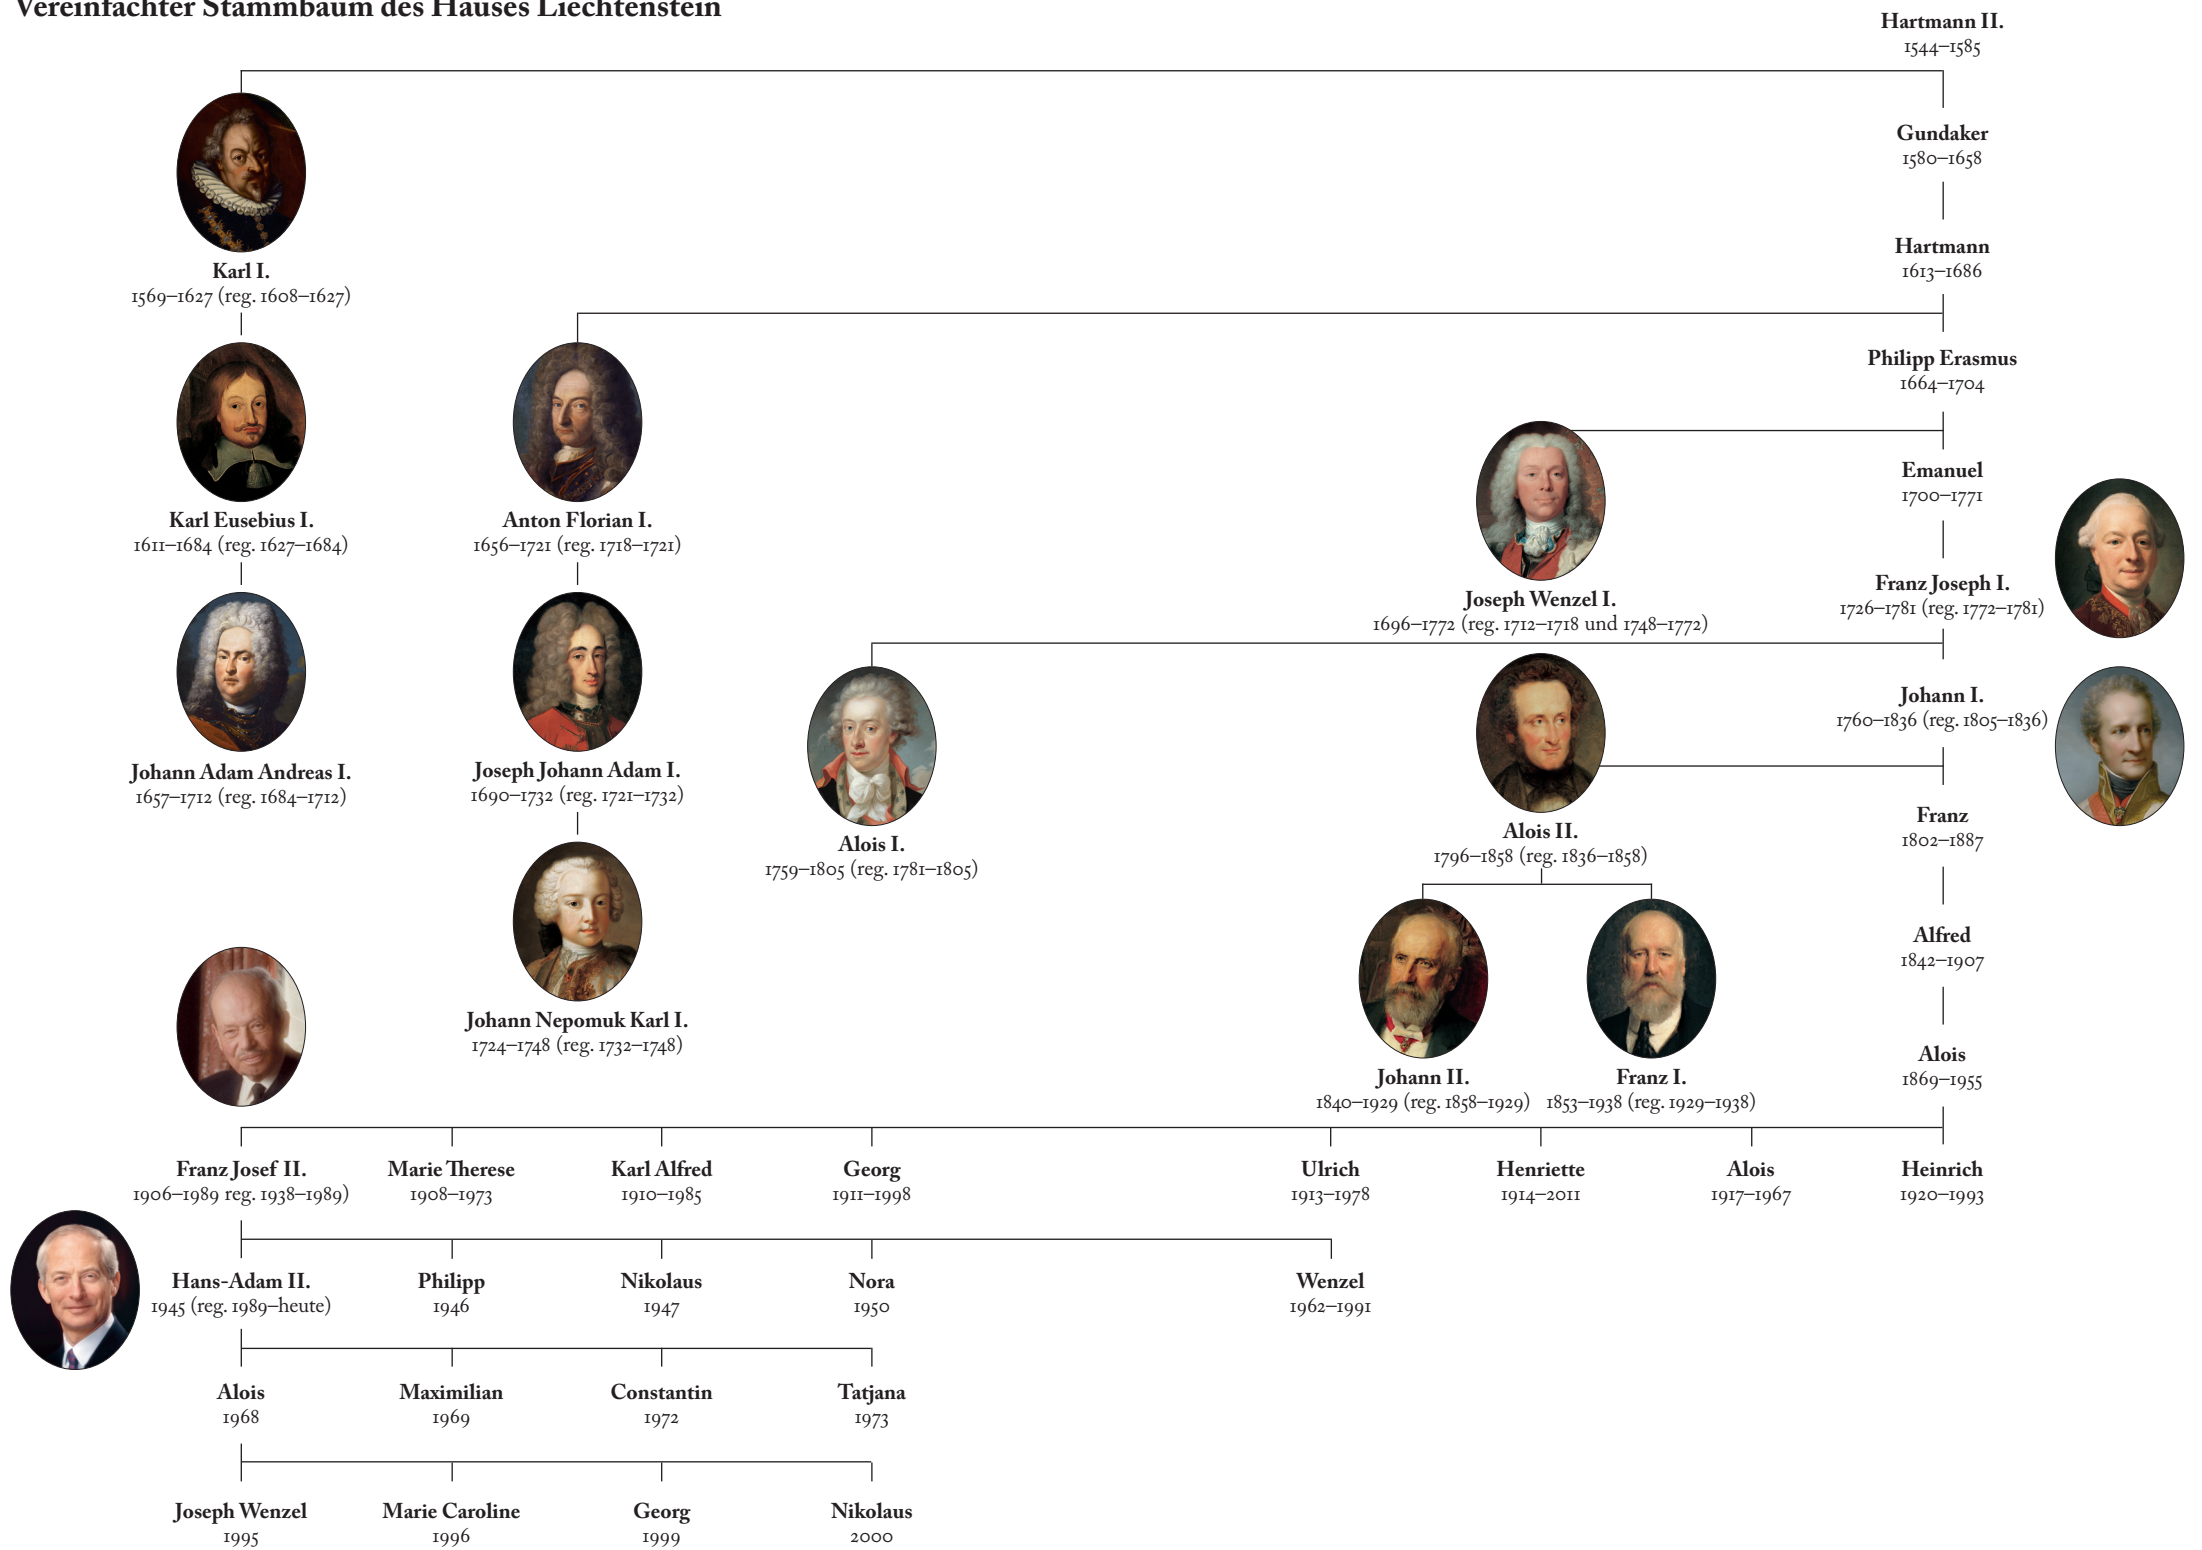 Vereinfachter Stammbaum des Hauses Liechtenstein
Hartmann II.
1544–1585
Gundaker
1580–1658
Hartmann
1613–1686
Karl I.
1569–1627 (reg. 1608–1627)
Philipp Erasmus
1664–1704
Emanuel
1700–1771
Karl Eusebius I.
1611–1684 (reg. 1627–1684)
Anton Florian I.
1656–1721 (reg. 1718–1721)
Joseph Wenzel I.
1696–1772 (reg. 1712–1718 und 1748–1772)
Franz Joseph I.
1726–1781 (reg. 1772–1781)
Johann I.
1760–1836 (reg. 1805–1836)
Johann Adam Andreas I.
1657–1712 (reg. 1684–1712)
Joseph Johann Adam I.
1690–1732 (reg. 1721–1732)
Alois I.
1759–1805 (reg. 1781–1805)
Alois II.
1796–1858 (reg. 1836–1858)
Franz
1802–1887
Alfred
1842–1907
Johann Nepomuk Karl I.
1724–1748 (reg. 1732–1748)
Johann II.
1840–1929 (reg. 1858–1929)
Franz I.
1853–1938 (reg. 1929–1938)
Alois
1869–1955
Franz Josef II.
1906–1989 reg. 1938–1989)
Marie Therese
1908–1973
Karl Alfred
1910–1985
Georg
1911–1998
Ulrich
1913–1978
Henriette
1914–2011
Alois
1917–1967
Heinrich
1920–1993
Hans-Adam II.
1945 (reg. 1989–heute)
Philipp
1946
Nikolaus
1947
Nora
1950
Wenzel
1962–1991
Alois
1968
Maximilian
1969
Constantin
1972
Tatjana
1973
Joseph Wenzel
1995
Marie Caroline
1996
Georg
1999
Nikolaus
2000